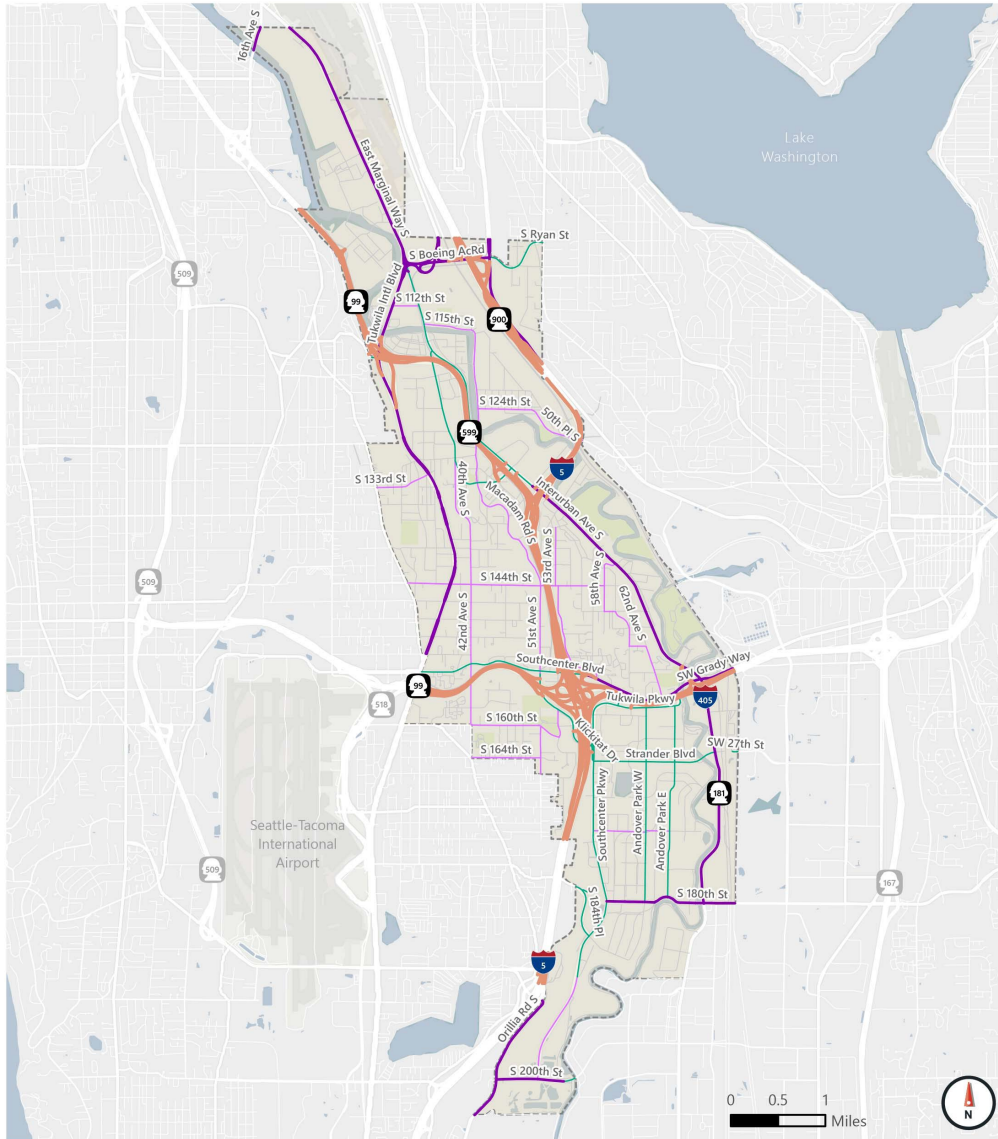 16th Ave S
Lake
Washington
East Marginal Way S
S Ryan St
S Boeing AcRd
509
Tukwila Intl Blvd
99
S 112th St
900
S 115th St
S 124th St
50th Pl S
599
5
S 133rd St
40th Ave S
Macadam Rd S
Interurban Ave S
53rd Ave S
509
S 144th St
58th Ave S
62nd Ave S
42nd Ave S
51st Ave S
Southcenter Blvd
SW Grady Way
99
518
Tukwila Pkwy
405
S 160th St
Klickitat Dr
SW 27th St
S 164th St
Strander Blvd
Southcenter Pkwy
Andover Park W
Andover Park E
181
Seattle-Tacoma
International
Airport
509
167
S 180th St
S 184th Pl
5
Orillia Rd S
S 200th St
0 0.5 1
Miles
N